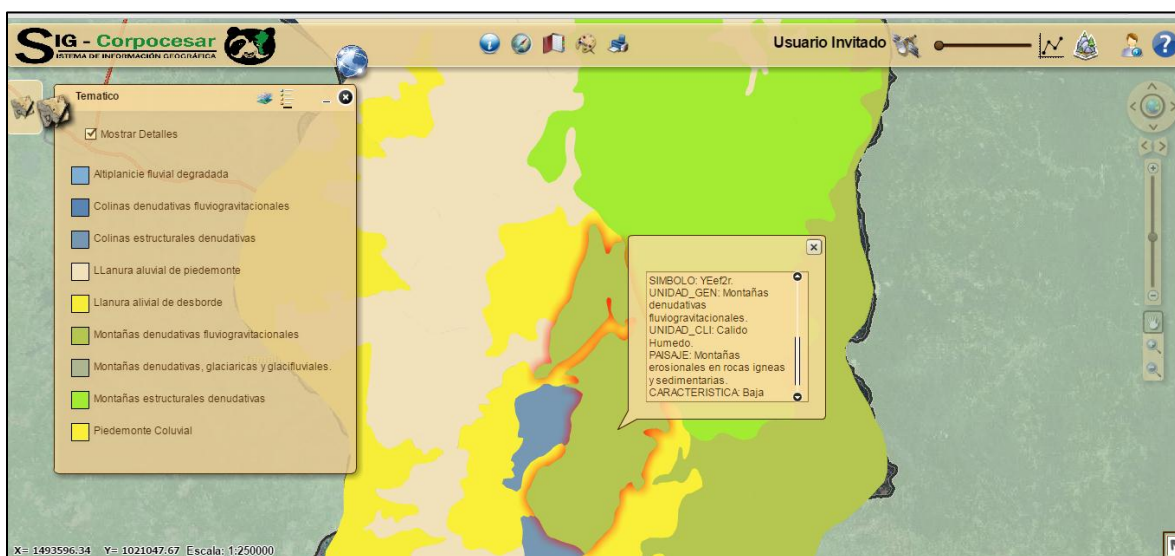 SIG - Corpocesar
SISTEMA DE INFORMACIÓN GEOGRÁFICA
Usuario Invitado
Tematico
Mostrar Detalles
Altiplanicie fluvial degradada
Colinas denudativas fluviogravitacionales
Colinas estructurales denudativas
LLanura aluvial de piedemonte
Llanura alivial de desborde
Montañas denudativas fluviogravitacionales
Montañas denudativas, glaciaricas y glacifluviales.
Montañas estructurales denudativas
Piedemonte Coluvial
SIMBOLO: YEef2r.
UNIDAD_GEN: Montañas
denudativas
fluviogravitacionales.
UNIDAD_CLI: Calido
Humedo.
PAISAJE: Montañas
erosionales en rocas igneas
y sedimentarias.
CARACTERISTICA: Baja
X= 1493596.34 Y= 1021047.67 Escala: 1:250000